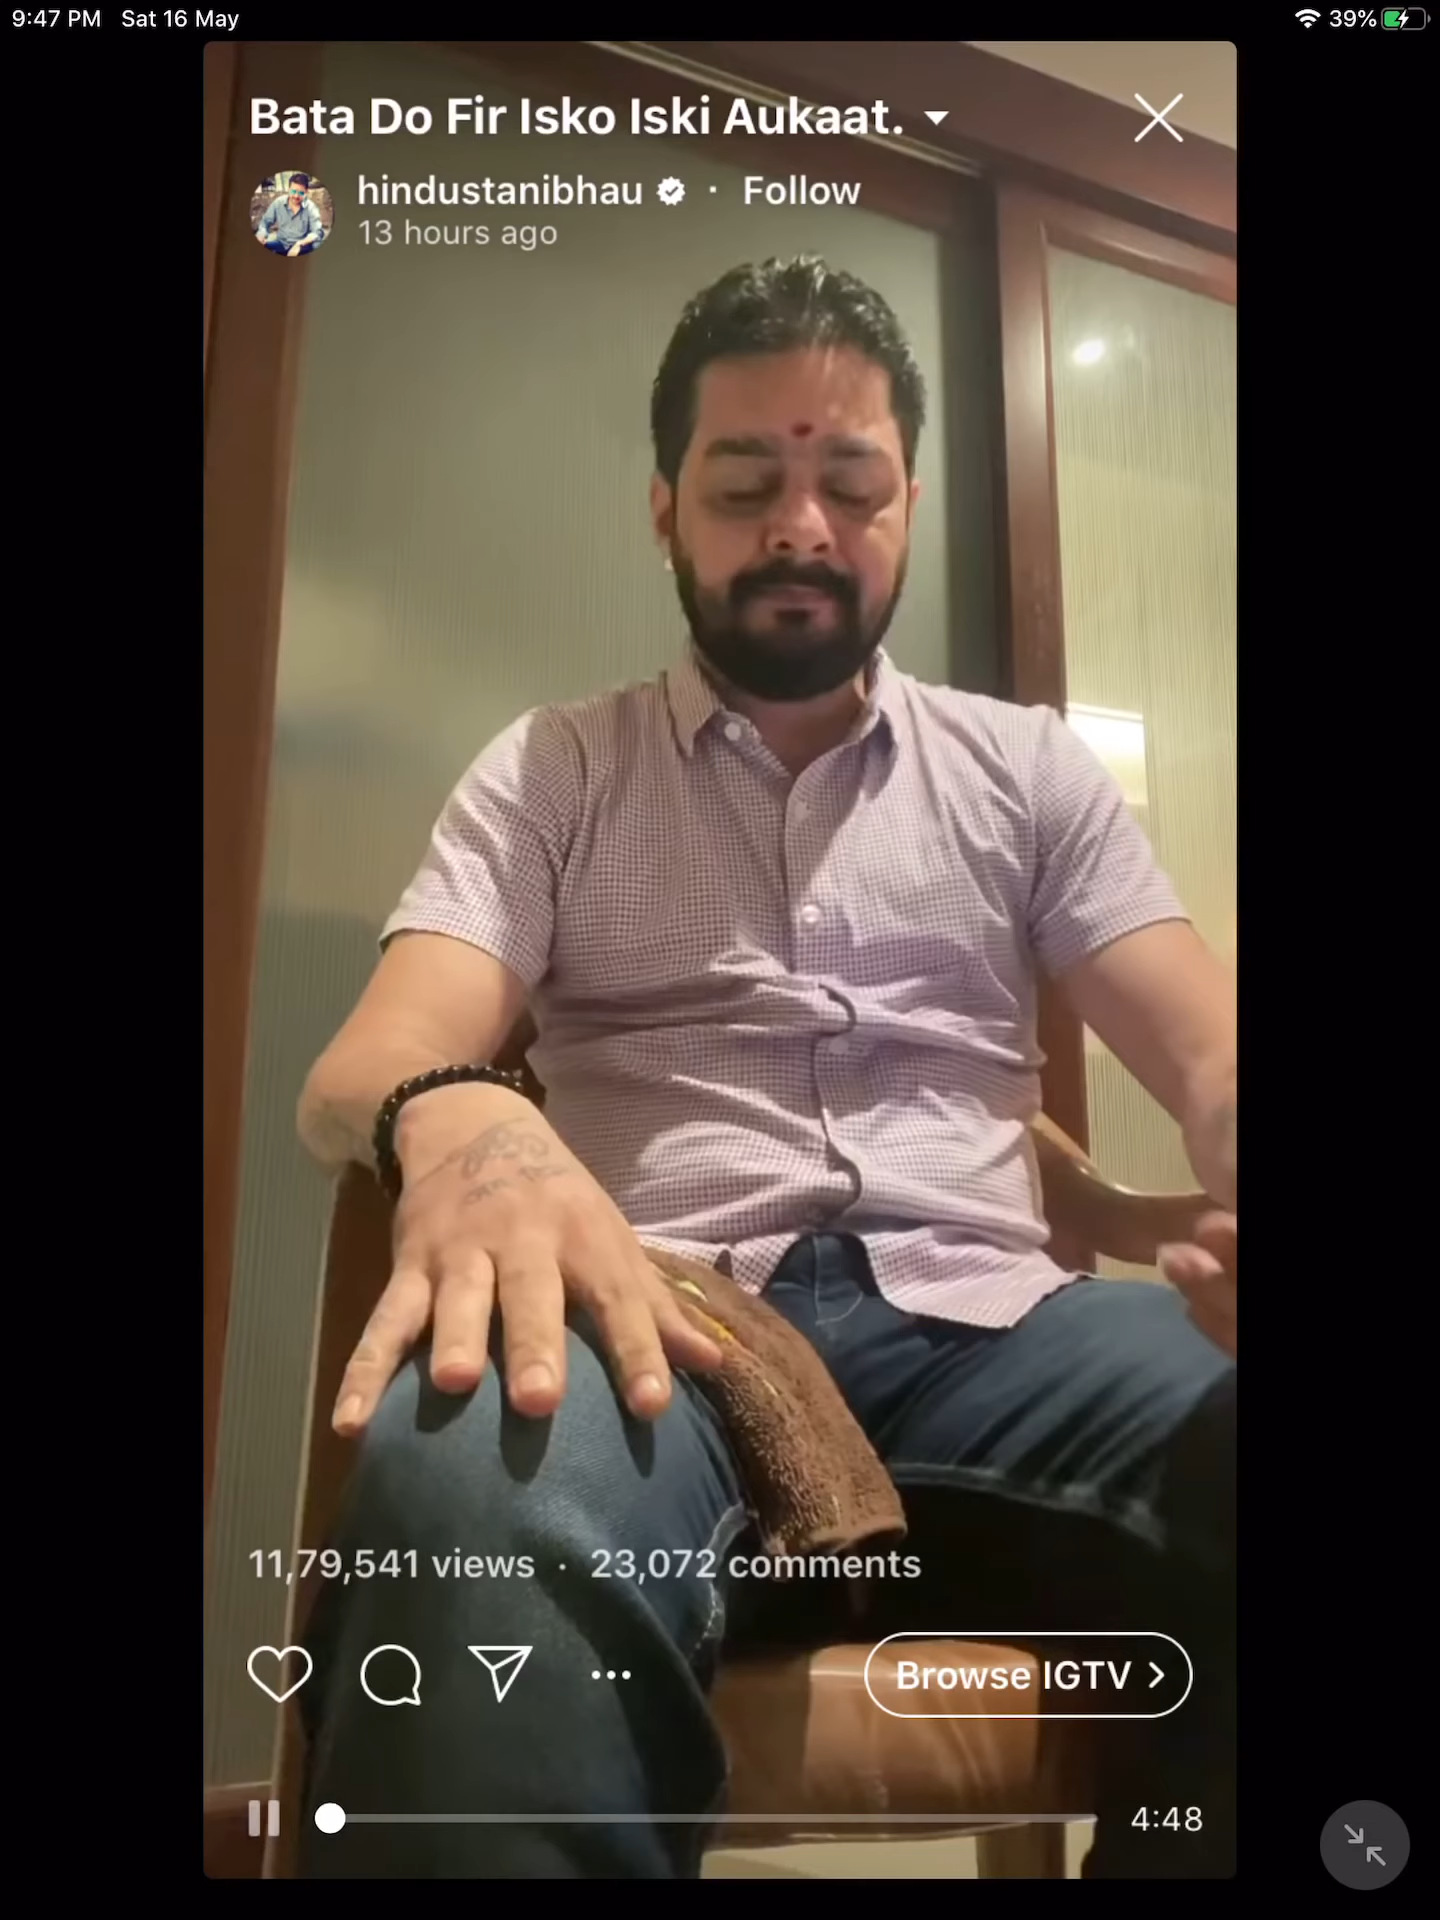 9:47 PM Sat 16 May 39%
Bata Do Fir Isko Iski Aukaat.
hindustanibhau · Follow
13 hours ago
11,79,541 views · 23,072 comments
Browse IGTV >
4:48